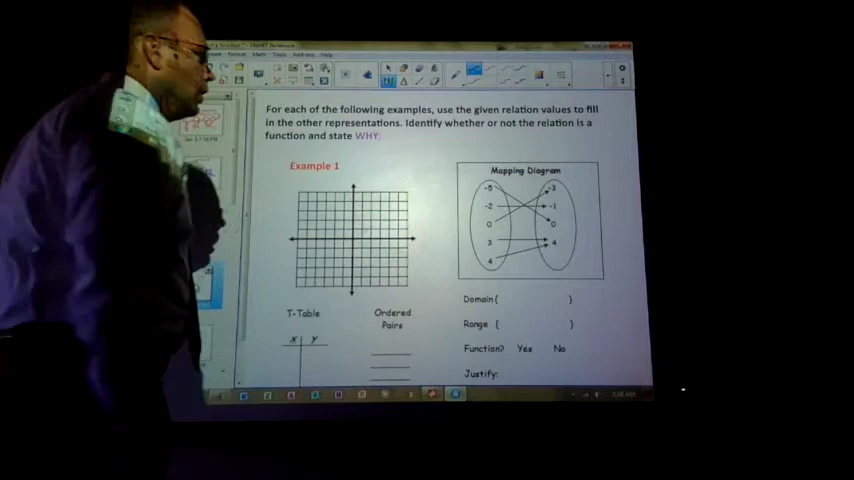 For each of the following examples, use the given relation values to fill
in the other representations. Identify whether or not the relation is a
function and state WHY:
Example 1
Mapping Diagram
-5 -3
-2 -1
0 0
3 4
4
T-Table
Ordered
Pairs
X Y
Domain { }
Range { }
Function? Yes No
Justify: